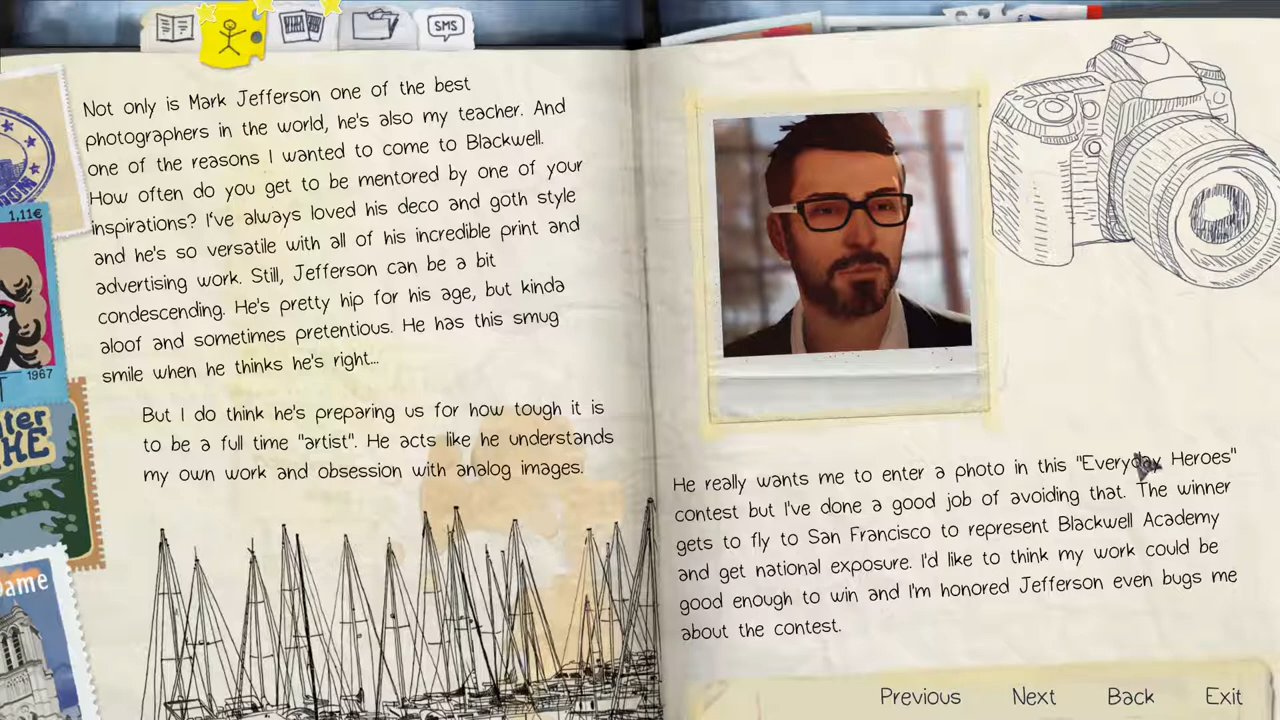 SMS
Not only is Mark Jefferson one of the best
photographers in the world, he's also my teacher. And
one of the reasons I wanted to come to Blackwell.
How often do you get to be mentored by one of your
inspirations? I've always loved his deco and goth style
and he's so versatile with all of his incredible print and
advertising work. Still, Jefferson can be a bit
condescending. He's pretty hip for his age, but kinda
aloof and sometimes pretentious. He has this smug
smile when he thinks he's right...
But I do think he's preparing us for how tough it is
to be a full time "artist". He acts like he understands
my own work and obsession with analog images.
1,11€
1967
He really wants me to enter a photo in this "Everyday Heroes"
contest but I've done a good job of avoiding that. The winner
gets to fly to San Francisco to represent Blackwell Academy
and get national exposure. I'd like to think my work could be
good enough to win and I'm honored Jefferson even bugs me
about the contest.
Previous Next Back Exit